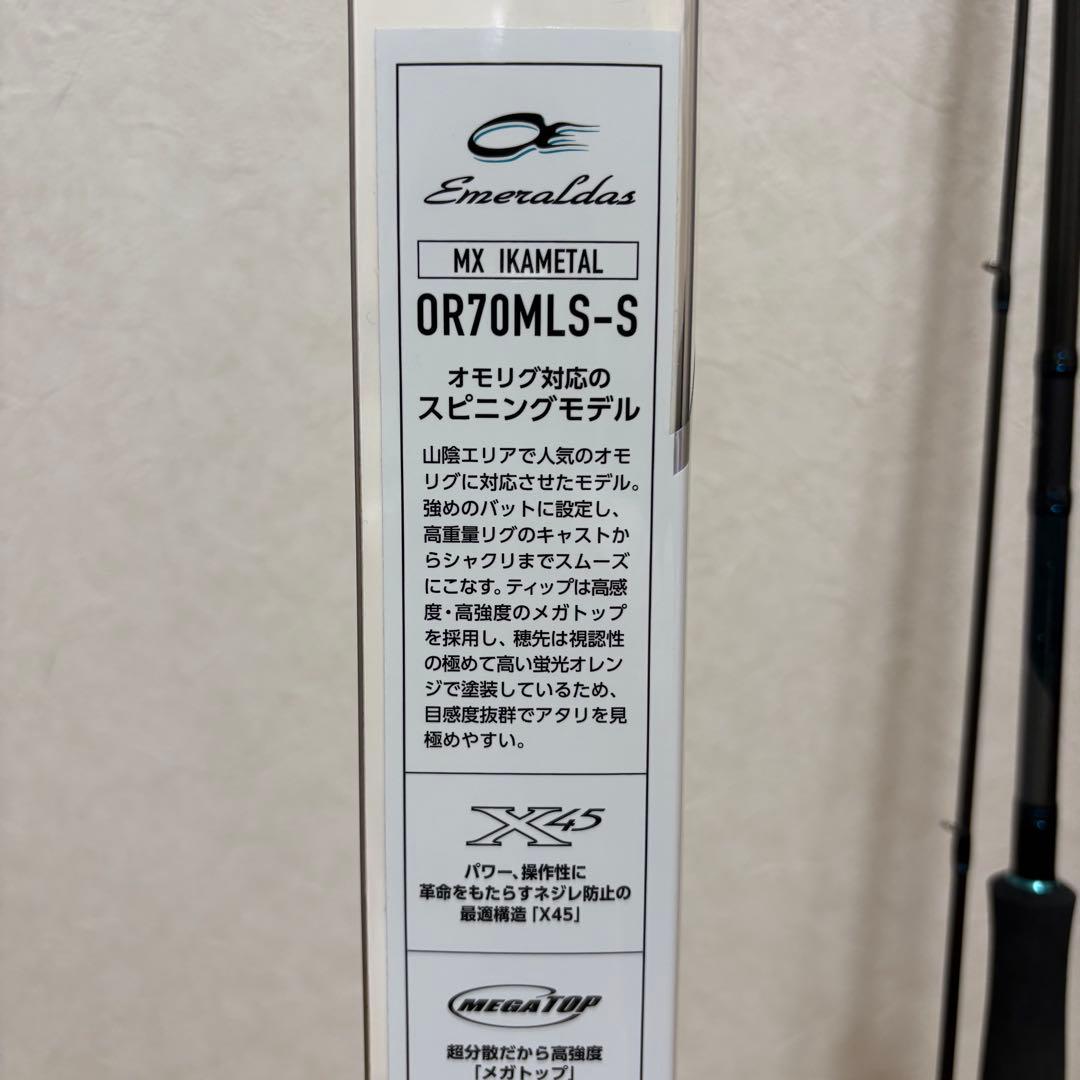 Emeraldas
MX IKAMETAL
OR70MLS-S
オモリグ対応の
スピニングモデル
山陰エリアで人気のオモ
リグに対応させたモデル。
強めのバットに設定し、
高重量リグのキャストか
らシャクリまでスムーズ
にこなす。ティップは高感
度・高強度のメガトップ
を採用し、穂先は視認性
の極めて高い蛍光オレン
ジで塗装しているため、
目感度抜群でアタリを見
極めやすい。
X45
パワー、操作性に
革命をもたらすネジレ防止の
最適構造「X45」
MEGATOP
超分散だから高強度
「メガトップ」